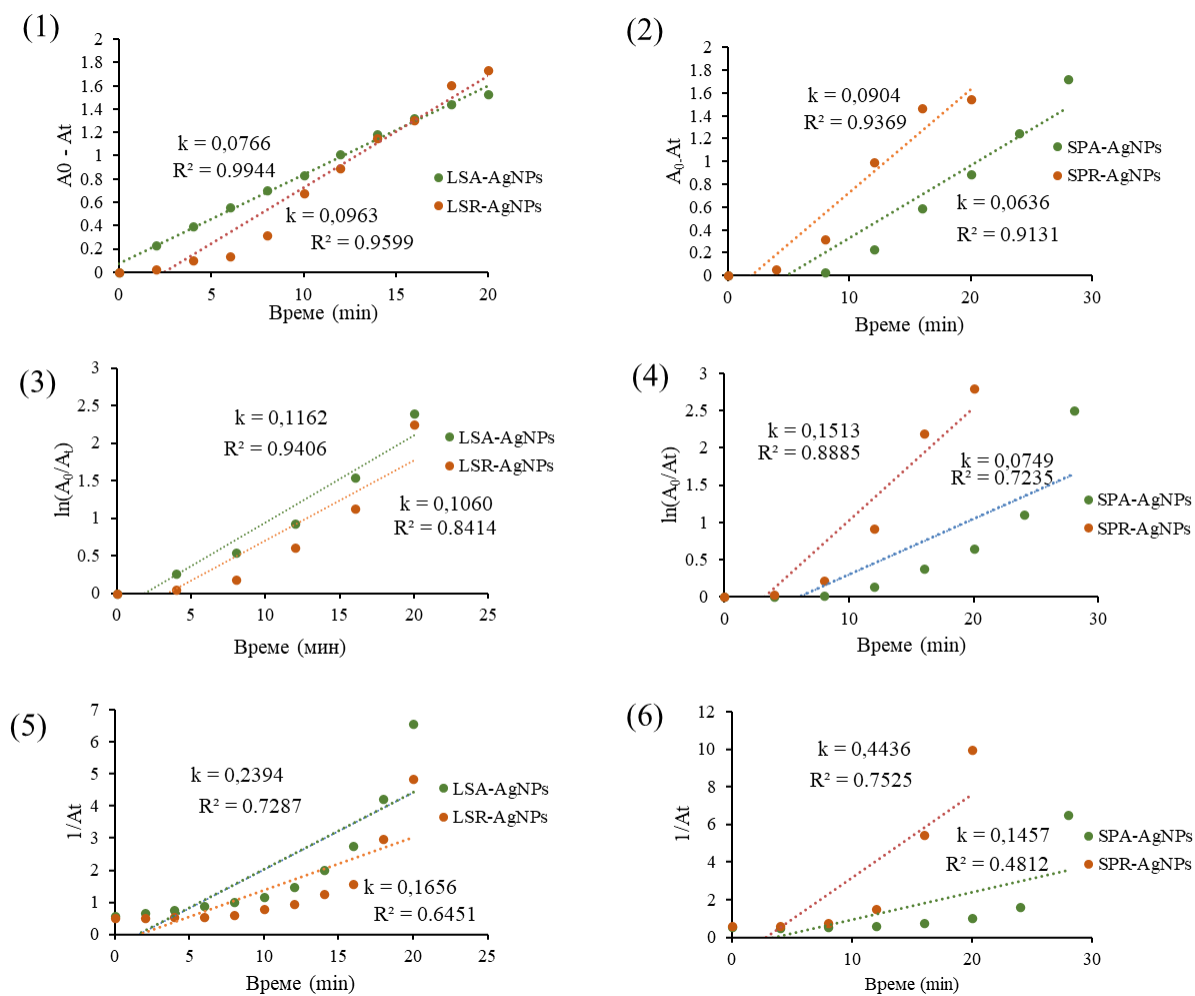 (1)
2
1.8
1.6
1.4
1.2
1
0.8
0.6
0.4
0.2
0
A0 - At
k = 0,0766
R² = 0.9944
k = 0,0963
R² = 0.9599
LSA-AgNPs
LSR-AgNPs
0 5 10 15 20
Време (min)
(2)
2
1.8
1.6
1.4
1.2
1
0.8
0.6
0.4
0.2
0
A₀-At
k = 0,0904
R² = 0.9369
SPA-AgNPs
SPR-AgNPs
k = 0,0636
R² = 0.9131
0 10 20 30
Време (min)
(3)
3
2.5
2
1.5
1
0.5
0
k = 0,1162
R² = 0.9406
LSA-AgNPs
LSR-AgNPs
k = 0,1060
R² = 0.8414
0 5 10 15 20 25
Време (мин)
(4)
3
2.5
2
1.5
1
0.5
0
ln(A₀/At)
k = 0,1513
R² = 0.8885
k = 0,0749
R² = 0.7235
SPA-AgNPs
SPR-AgNPs
0 10 20 30
Време (min)
(5)
7
6
5
4
3
2
1
0
1/At
k = 0,2394
R² = 0.7287
LSA-AgNPs
LSR-AgNPs
k = 0,1656
R² = 0.6451
0 5 10 15 20 25
Време (min)
(6)
12
10
8
6
4
2
0
1/At
k = 0,4436
R² = 0.7525
k = 0,1457
R² = 0.4812
SPA-AgNPs
SPR-AgNPs
0 10 20 30
Време (min)